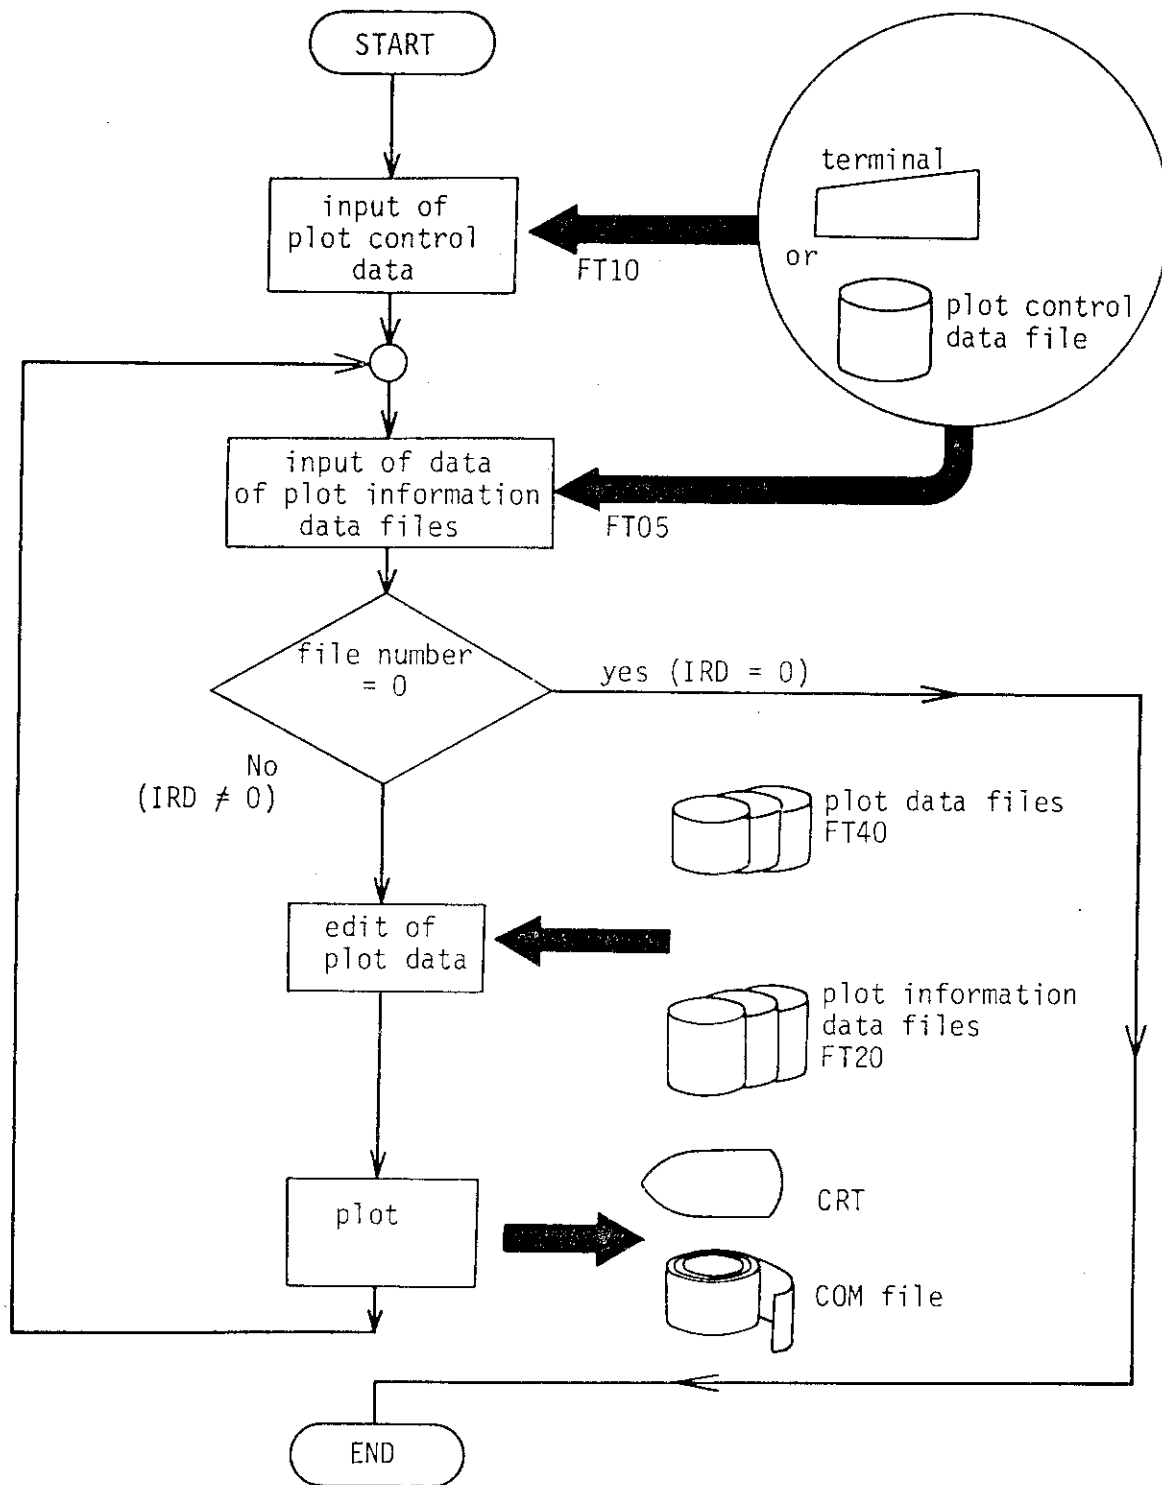 START
terminal
input of
plot control
data
FT10
or
plot control
data file
input of data
of plot information
data files
FT05
file number
= 0
yes (IRD = 0)
No
(IRD ≠ 0)
plot data files
FT40
edit of
plot data
plot information
data files
FT20
plot
CRT
COM file
END